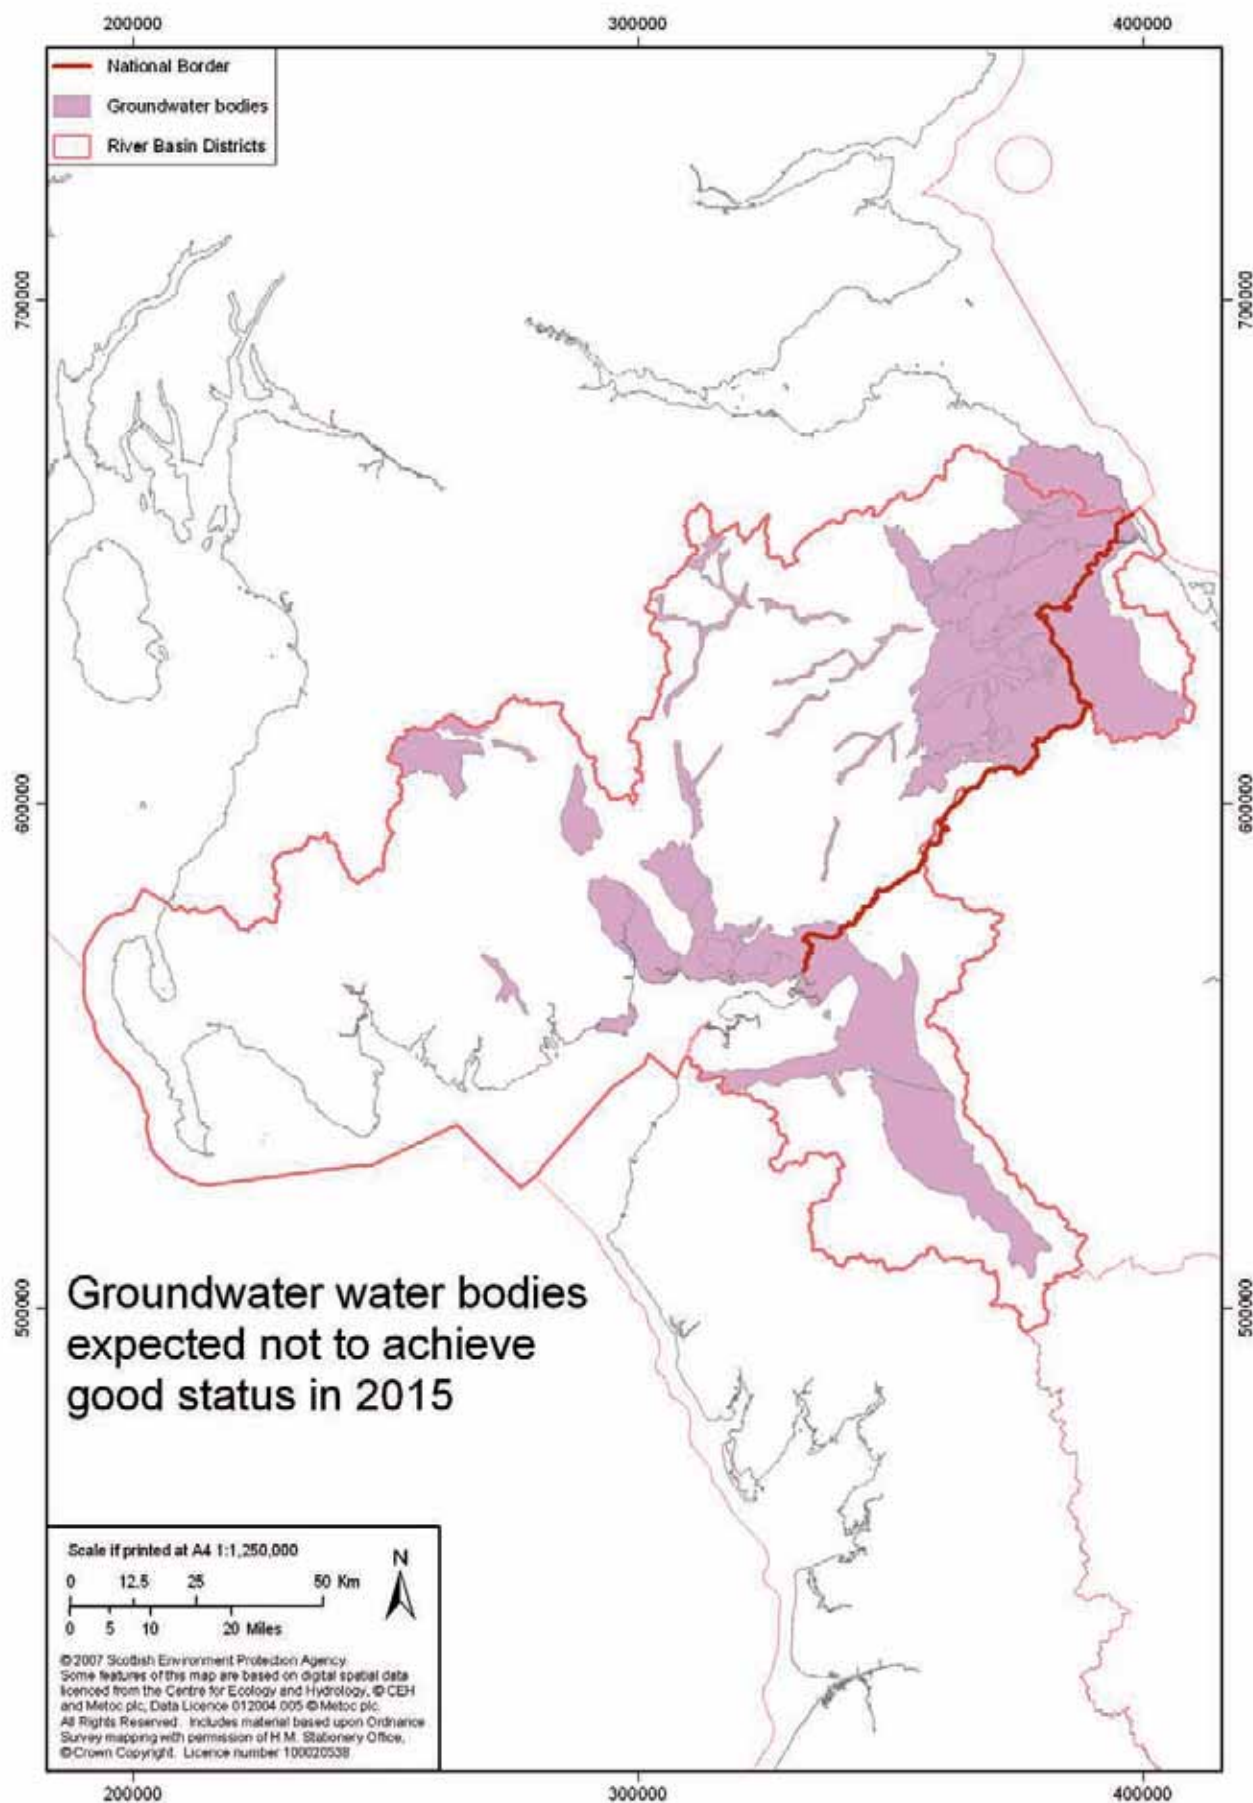 200000 300000 400000
National Border
Groundwater bodies
River Basin Districts
700000 700000
600000 600000
500000 500000
Groundwater water bodies
expected not to achieve
good status in 2015
Scale if printed at A4 1:1,250,000
N
0 12.5 25 50 Km
0 5 10 20 Miles
©2007 Scottish Environment Protection Agency.
Some features of this map are based on digital spatial data
licenced from the Centre for Ecology and Hydrology, © CEH
and Metoc plc, Data Licence 012004.005 © Metoc plc.
All Rights Reserved. Includes material based upon Ordnance
Survey mapping with permission of H.M. Stationery Office,
©Crown Copyright. Licence number 100020538
200000 300000 400000